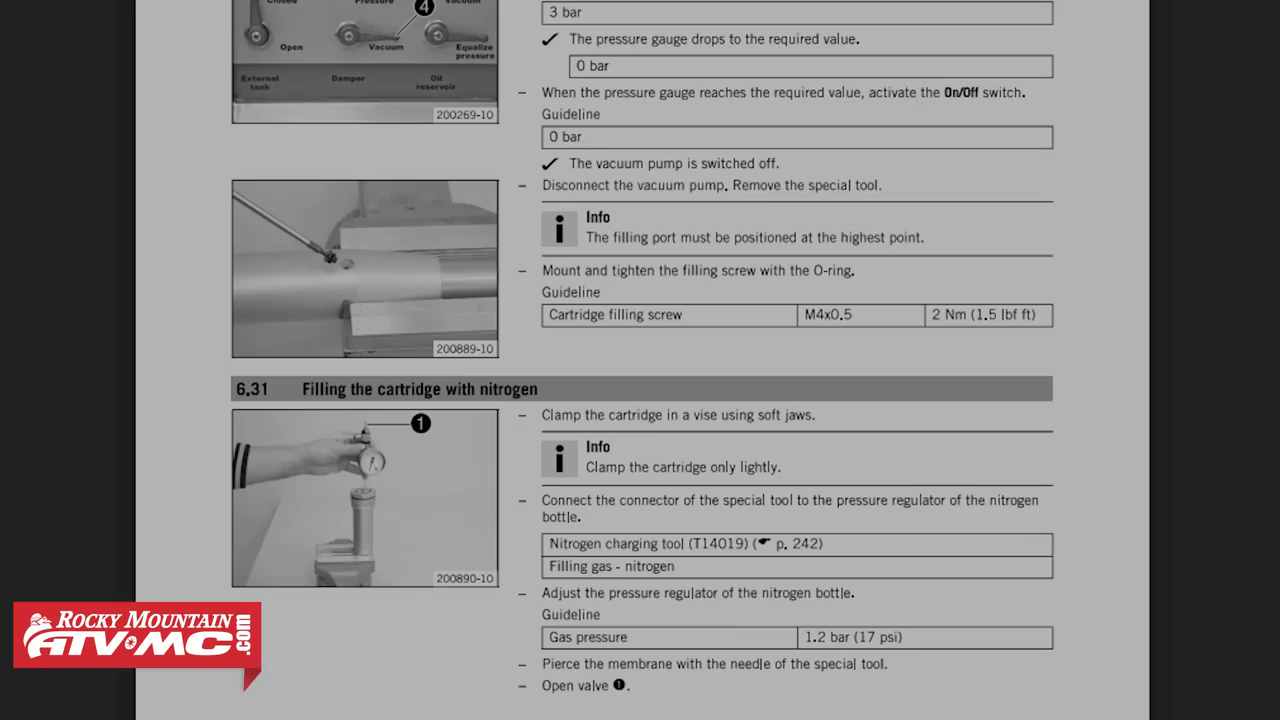 Closed
Pressure
Vacuum
4
Open
Vacuum
Equalize
pressure
External
tank
Damper
Oil
reservoir
200269-10
3 bar
✓ The pressure gauge drops to the required value.
0 bar
– When the pressure gauge reaches the required value, activate the On/Off switch.
Guideline
0 bar
✓ The vacuum pump is switched off.
– Disconnect the vacuum pump. Remove the special tool.
200889-10
i Info
The filling port must be positioned at the highest point.
– Mount and tighten the filling screw with the O-ring.
Guideline
Cartridge filling screw M4x0.5 2 Nm (1.5 lbf ft)
6.31 Filling the cartridge with nitrogen
1
200890-10
– Clamp the cartridge in a vise using soft jaws.
i Info
Clamp the cartridge only lightly.
– Connect the connector of the special tool to the pressure regulator of the nitrogen
bottle.
Nitrogen charging tool (T14019) (☛ p. 242)
Filling gas - nitrogen
– Adjust the pressure regulator of the nitrogen bottle.
Guideline
Gas pressure 1.2 bar (17 psi)
– Pierce the membrane with the needle of the special tool.
– Open valve ❶.
ROCKY MOUNTAIN
ATV•MC.com